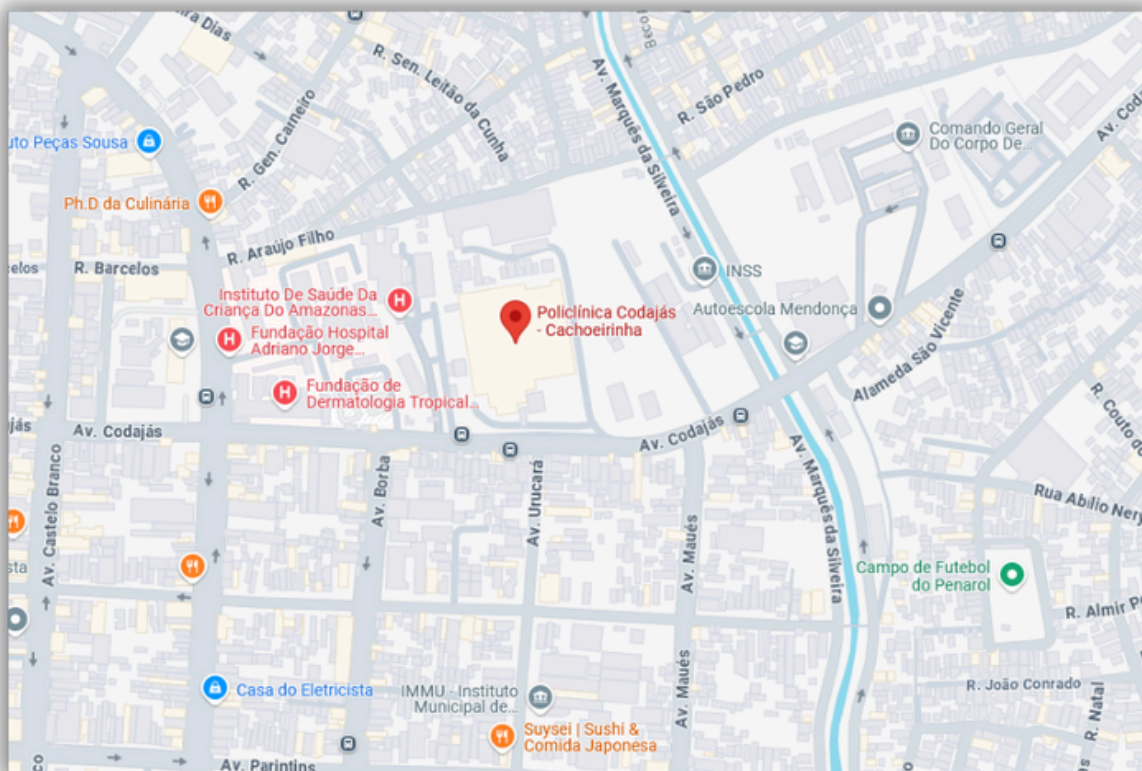 ira Dias
R. Sen. Leitão da Cunha
Av. Marquês da Silveira
Beco
R. São Pedro
Comando Geral
Do Corpo De...
Av. Codaj
uto Peças Sousa
R. Gen. Carneiro
Ph.D da Culinária
R. Araújo Filho
elos
R. Barcelos
INSS
Instituto De Saúde Da
Criança Do Amazonas...
Policlínica Codajás
- Cachoeirinha
Autoescola Mendonça
Fundação Hospital
Adriano Jorge...
Alameda São Vicente
Fundação de
Dermatologia Tropical...
R. Couto do
jás
Av. Codajás
Av. Codajás
Av. Castelo Branco
Av. Borba
Av. Urucará
Av. Maués
Av. Marquês da Silveira
Rua Abílio Nery
sta
Campo de Futebol
do Penarol
R. Almir Pe
Casa do Eletricista
IMMU - Instituto
Municipal de...
Av. Maués
R. João Conrado
R. Natal
Suysei | Sushi &
Comida Japonesa
co
Av. Parintins